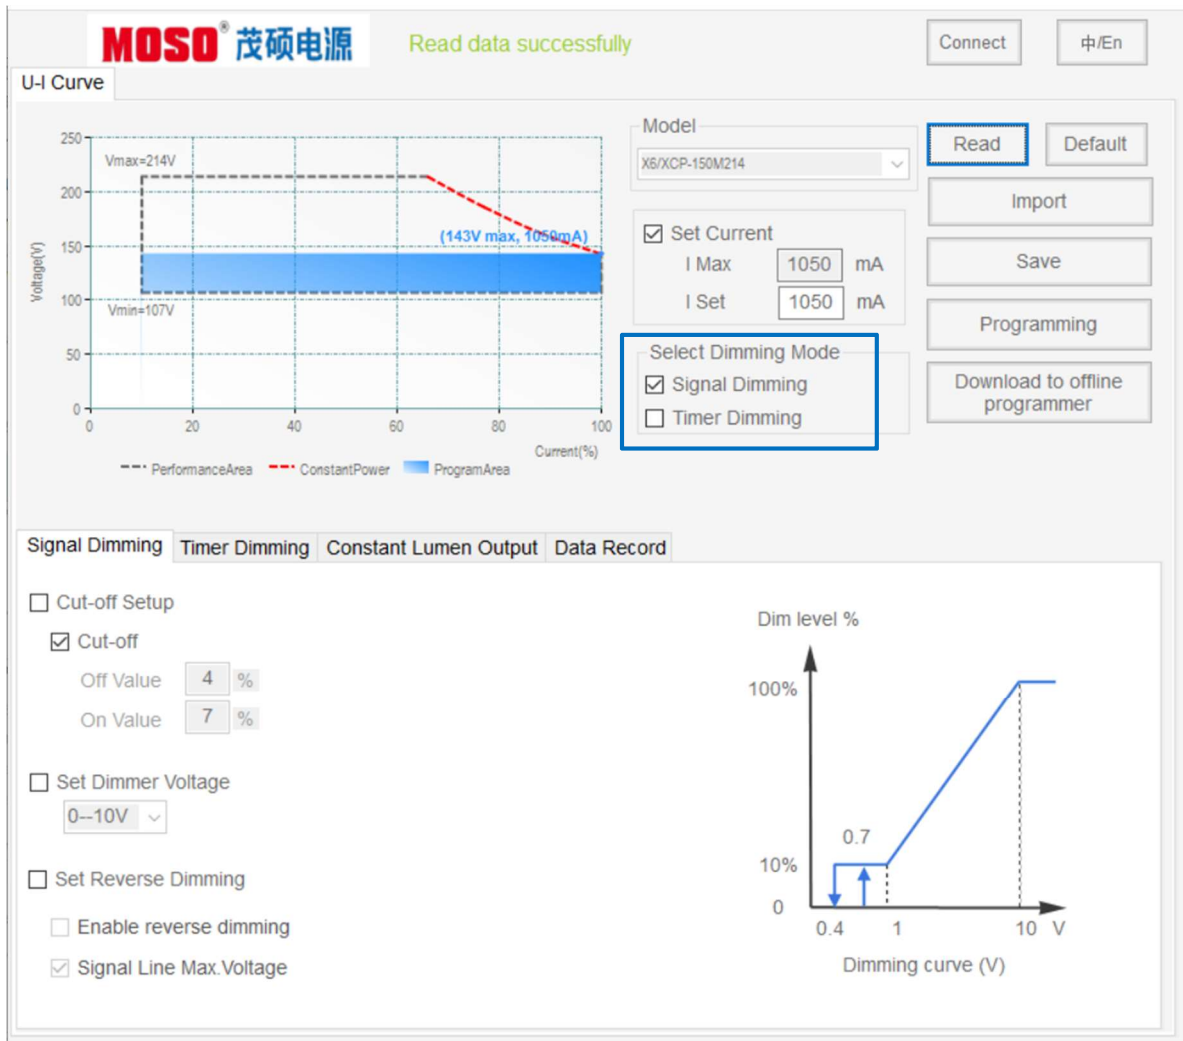 MOSO® 茂硕电源
Read data successfully
Connect
中/En
U-I Curve
250
200
150
100
50
0
Voltage(V)
Vmax=214V
(143V max, 1050mA)
Vmin=107V
0 20 40 60 80 100
Current(%)
PerformanceArea ConstantPower ProgramArea
Model
X6/XCP-150M214
Set Current
I Max 1050 mA
I Set 1050 mA
Select Dimming Mode
Signal Dimming
Timer Dimming
Read
Default
Import
Save
Programming
Download to offline
programmer
Signal Dimming Timer Dimming Constant Lumen Output Data Record
Cut-off Setup
Cut-off
Off Value 4 %
On Value 7 %
Set Dimmer Voltage
0--10V
Set Reverse Dimming
Enable reverse dimming
Signal Line Max.Voltage
Dim level %
100%
0.7
10%
0
0.4 1 10 V
Dimming curve (V)